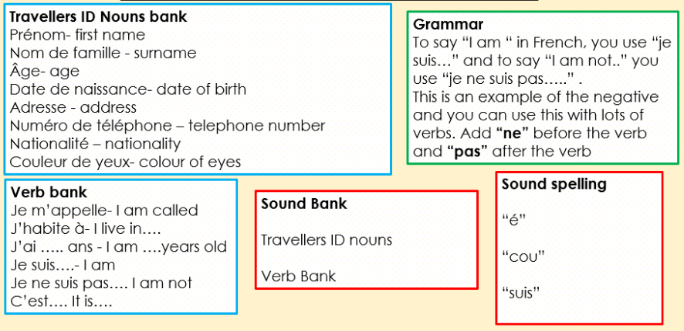 Travellers ID Nouns bank
Prénom- first name
Nom de famille - surname
Âge- age
Date de naissance- date of birth
Adresse - address
Numéro de téléphone – telephone number
Nationalité – nationality
Couleur de yeux- colour of eyes
Grammar
To say “I am “ in French, you use “je
suis…” and to say “I am not..” you
use “je ne suis pas…..” .
This is an example of the negative
and you can use this with lots of
verbs. Add “ne” before the verb
and “pas” after the verb
Verb bank
Je m’appelle- I am called
J’habite à- I live in….
J’ai ….. ans - I am ….years old
Je suis….- I am
Je ne suis pas…. I am not
C’est…. It is….
Sound Bank
Travellers ID nouns
Verb Bank
Sound spelling
“é”
“cou”
“suis”